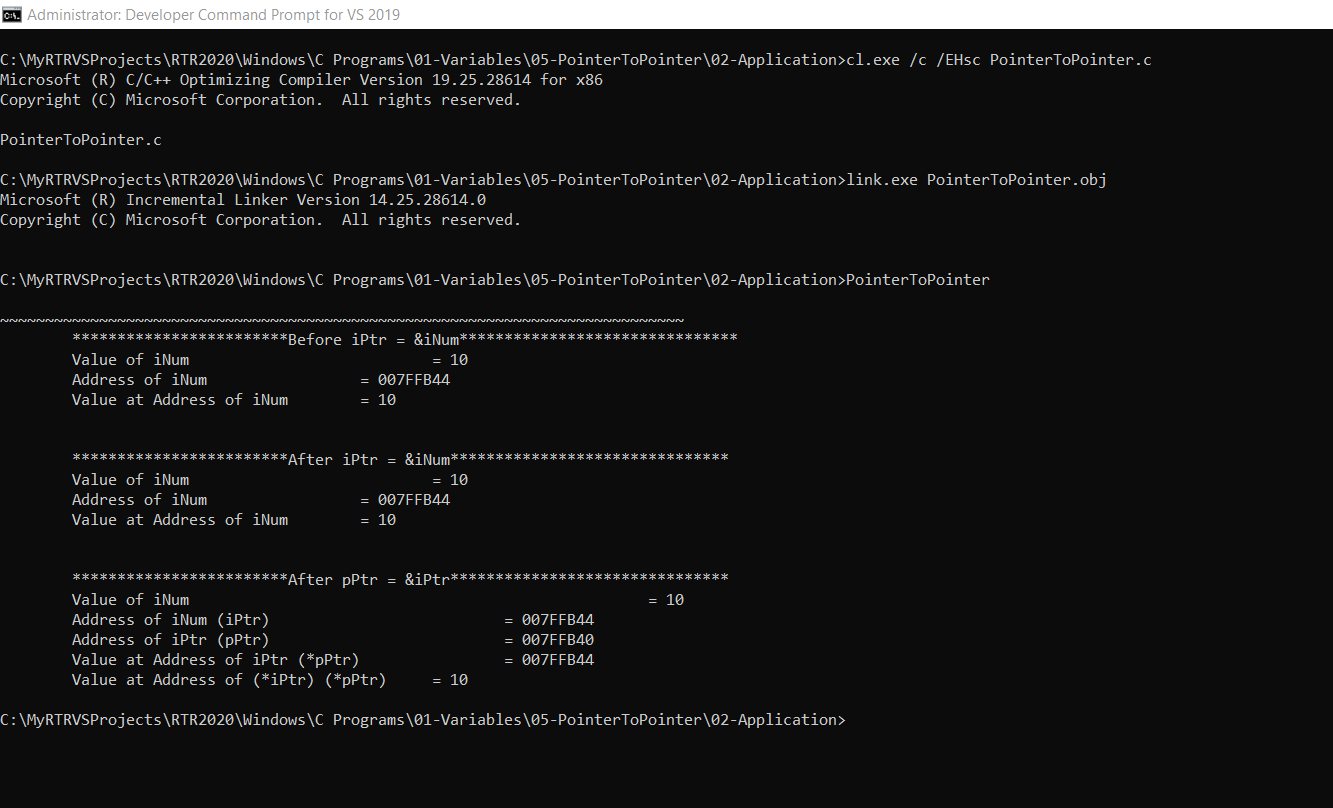 Administrator: Developer Command Prompt for VS 2019
C:\MyRTRVSProjects\RTR2020\Windows\C Programs\01-Variables\05-PointerToPointer\02-Application>cl.exe /c /EHsc PointerToPointer.c
Microsoft (R) C/C++ Optimizing Compiler Version 19.25.28614 for x86
Copyright (C) Microsoft Corporation.  All rights reserved.
PointerToPointer.c
C:\MyRTRVSProjects\RTR2020\Windows\C Programs\01-Variables\05-PointerToPointer\02-Application>link.exe PointerToPointer.obj
Microsoft (R) Incremental Linker Version 14.25.28614.0
Copyright (C) Microsoft Corporation.  All rights reserved.
C:\MyRTRVSProjects\RTR2020\Windows\C Programs\01-Variables\05-PointerToPointer\02-Application>PointerToPointer
~~~~~~~~~~~~~~~~~~~~~~~~~~~~~~~~~~~~~~~~~~~~~~~~~~~~~~~~~~~~~~~~~~~~~~~~~~~~
************************Before iPtr = &iNum*******************************
Value of iNum = 10
Address of iNum = 007FFB44
Value at Address of iNum = 10
************************After iPtr = &iNum*******************************
Value of iNum = 10
Address of iNum = 007FFB44
Value at Address of iNum = 10
************************After pPtr = &iPtr*******************************
Value of iNum = 10
Address of iNum (iPtr) = 007FFB44
Address of iPtr (pPtr) = 007FFB40
Value at Address of iPtr (*pPtr) = 007FFB44
Value at Address of (*iPtr) (*pPtr) = 10
C:\MyRTRVSProjects\RTR2020\Windows\C Programs\01-Variables\05-PointerToPointer\02-Application>